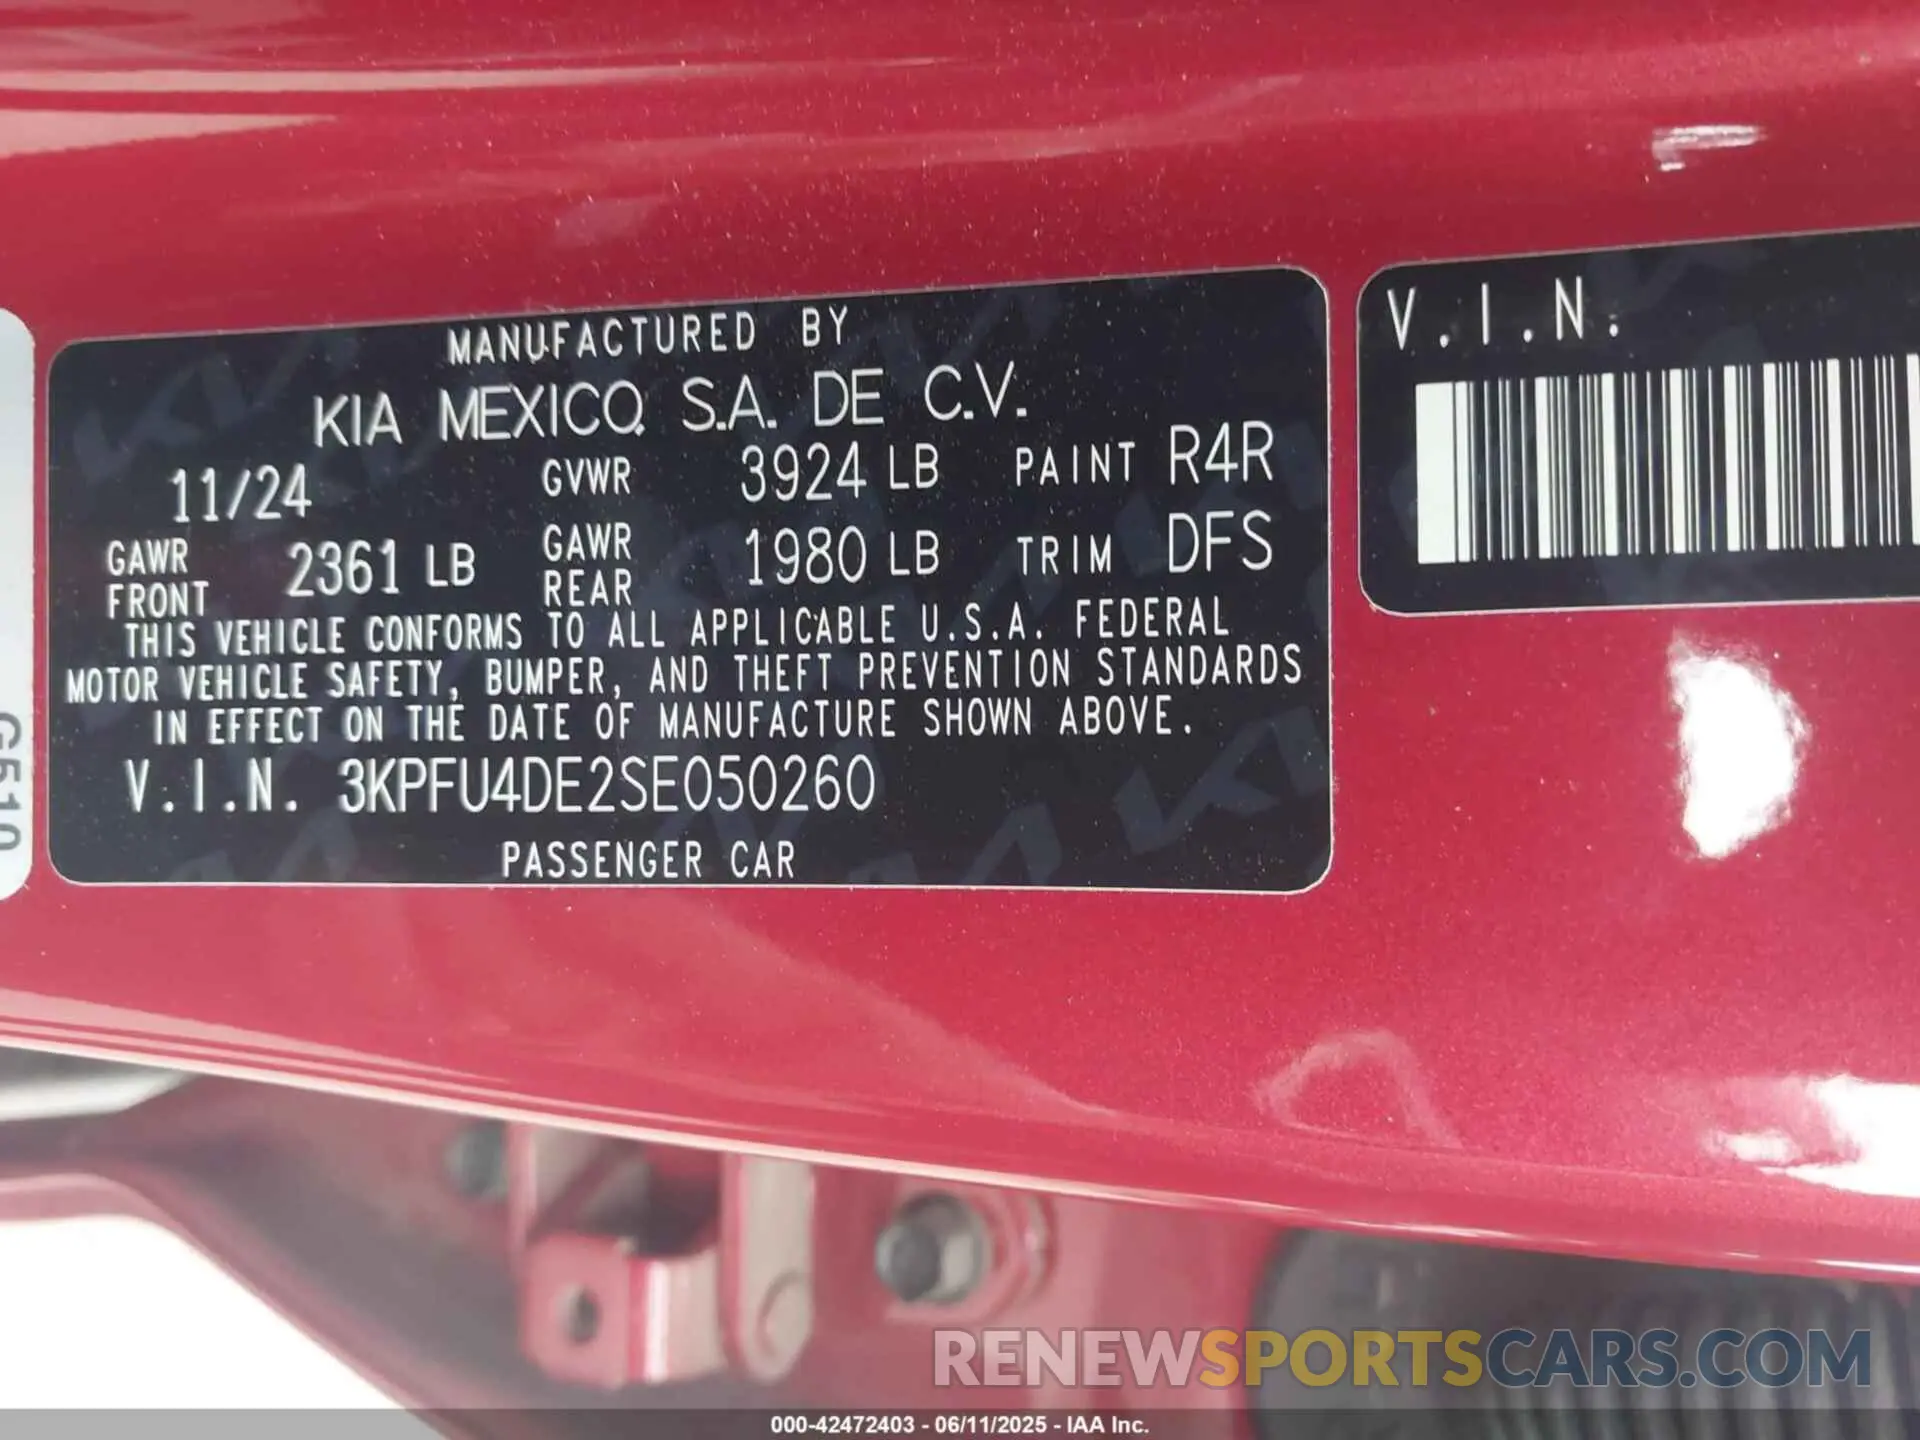 MANUFACTURED BY
KIA MEXICO, S.A. DE C.V.
11/24 GVWR 3924 LB PAINT R4R
GAWR FRONT 2361 LB GAWR REAR 1980 LB TRIM DFS
THIS VEHICLE CONFORMS TO ALL APPLICABLE U.S.A. FEDERAL
MOTOR VEHICLE SAFETY, BUMPER, AND THEFT PREVENTION STANDARDS
IN EFFECT ON THE DATE OF MANUFACTURE SHOWN ABOVE.
V.I.N. 3KPFU4DE2SE050260
PASSENGER CAR
V.I.N.
G510
RENEWSPORTSCARS.COM
000-42472403 - 06/11/2025 - IAA Inc.